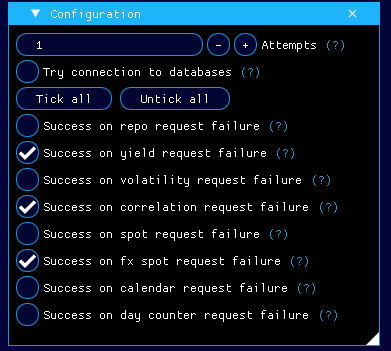 ▼ Configuration ✕
1 - + Attempts (?)
Try connection to databases (?)
Tick all Untick all
Success on repo request failure (?)
Success on yield request failure (?)
Success on volatility request failure (?)
Success on correlation request failure (?)
Success on spot request failure (?)
Success on fx spot request failure (?)
Success on calendar request failure (?)
Success on day counter request failure (?)